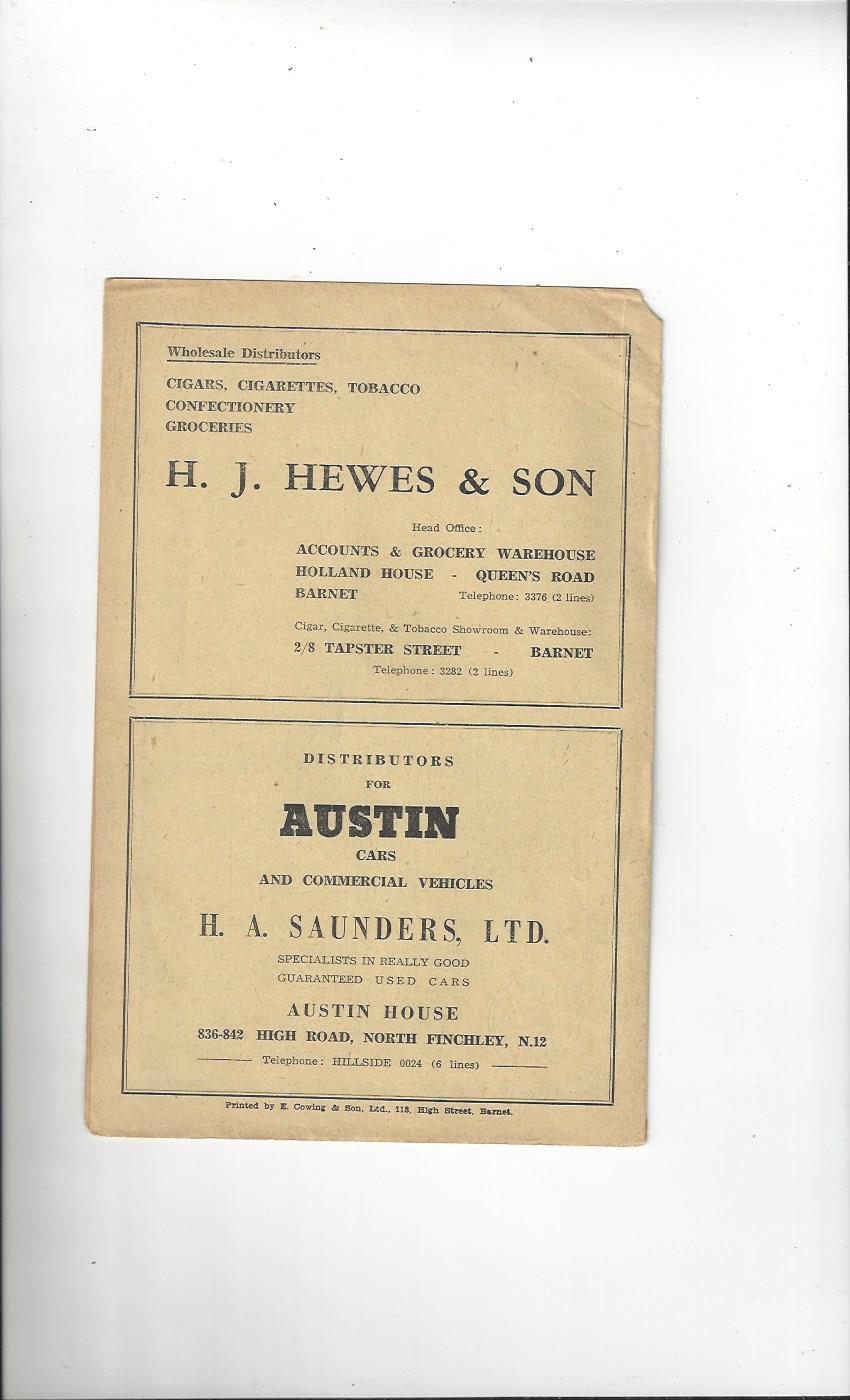 Wholesale Distributors
CIGARS, CIGARETTES, TOBACCO
CONFECTIONERY
GROCERIES
H. J. HEWES & SON
Head Office:
ACCOUNTS & GROCERY WAREHOUSE
HOLLAND HOUSE - QUEEN'S ROAD
BARNET Telephone: 3376 (2 lines)
Cigar, Cigarette, & Tobacco Showroom & Warehouse:
2/8 TAPSTER STREET - BARNET
Telephone: 3282 (2 lines)
DISTRIBUTORS
FOR
AUSTIN
CARS
AND COMMERCIAL VEHICLES
H. A. SAUNDERS, LTD.
SPECIALISTS IN REALLY GOOD
GUARANTEED USED CARS
AUSTIN HOUSE
836-842 HIGH ROAD, NORTH FINCHLEY, N.12
Telephone: HILLSIDE 0024 (6 lines)
Printed by E. Cowing & Son, Ltd., 118, High Street, Barnet.